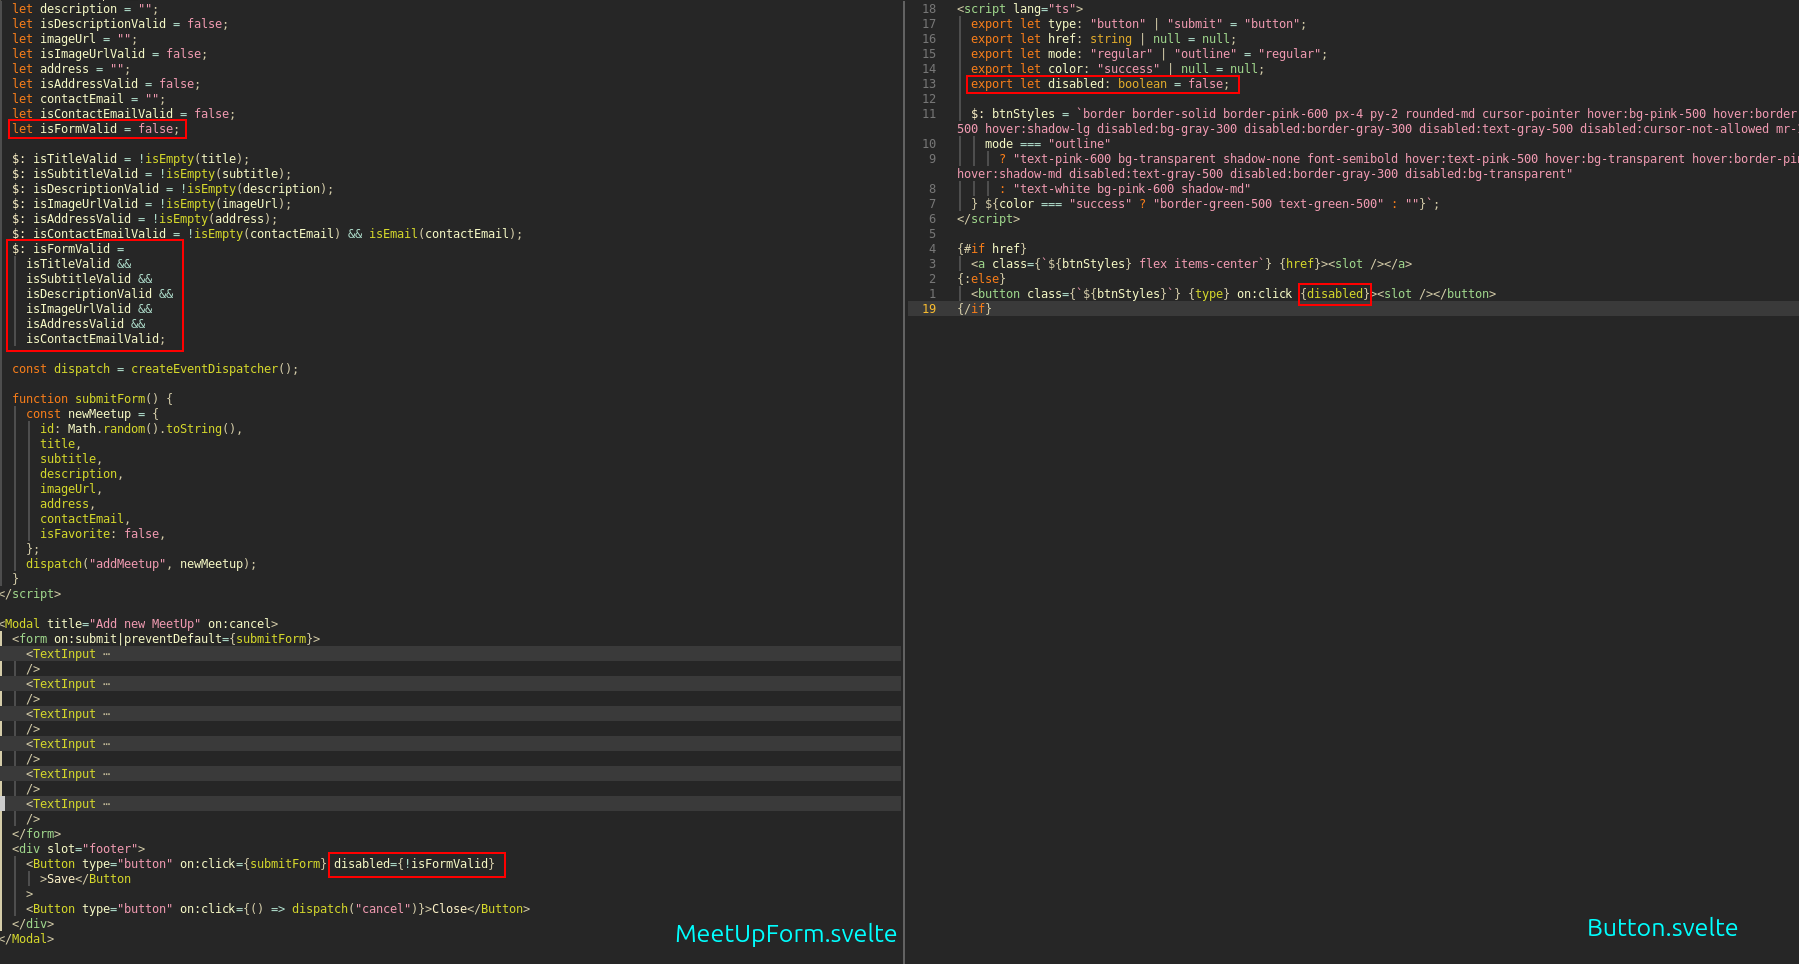 let description = "";
let isDescriptionValid = false;
let imageUrl = "";
let isImageUrlValid = false;
let address = "";
let isAddressValid = false;
let contactEmail = "";
let isContactEmailValid = false;
let isFormValid = false;
$: isTitleValid = !isEmpty(title);
$: isSubtitleValid = !isEmpty(subtitle);
$: isDescriptionValid = !isEmpty(description);
$: isImageUrlValid = !isEmpty(imageUrl);
$: isAddressValid = !isEmpty(address);
$: isContactEmailValid = !isEmpty(contactEmail) && isEmail(contactEmail);
$: isFormValid =
isTitleValid &&
isSubtitleValid &&
isDescriptionValid &&
isImageUrlValid &&
isAddressValid &&
isContactEmailValid;
const dispatch = createEventDispatcher();
function submitForm() {
const newMeetup = {
id: Math.random().toString(),
title,
subtitle,
description,
imageUrl,
address,
contactEmail,
isFavorite: false,
};
dispatch("addMeetup", newMeetup);
}
</script>
<Modal title="Add new MeetUp" on:cancel>
<form on:submit|preventDefault={submitForm}>
<TextInput ⋯
/>
<TextInput ⋯
/>
<TextInput ⋯
/>
<TextInput ⋯
/>
<TextInput ⋯
/>
<TextInput ⋯
/>
</form>
<div slot="footer">
<Button type="button" on:click={submitForm} disabled={!isFormValid}
>Save</Button
>
<Button type="button" on:click={() => dispatch("cancel")}>Close</Button>
</div>
</Modal>
MeetUpForm.svelte
18 <script lang="ts">
17 export let type: "button" | "submit" = "button";
16 export let href: string | null = null;
15 export let mode: "regular" | "outline" = "regular";
14 export let color: "success" | null = null;
13 export let disabled: boolean = false;
12
11 $: btnStyles = `border border-solid border-pink-600 px-4 py-2 rounded-md cursor-pointer hover:bg-pink-500 hover:border
500 hover:shadow-lg disabled:bg-gray-300 disabled:border-gray-300 disabled:text-gray-500 disabled:cursor-not-allowed mr-
10 mode === "outline"
9 ? "text-pink-600 bg-transparent shadow-none font-semibold hover:text-pink-500 hover:bg-transparent hover:border-pi
hover:shadow-md disabled:text-gray-500 disabled:border-gray-300 disabled:bg-transparent"
8 : "text-white bg-pink-600 shadow-md"
7 } ${color === "success" ? "border-green-500 text-green-500" : ""}`;
6 </script>
5
4 {#if href}
3 <a class={`${btnStyles} flex items-center`} {href}><slot /></a>
2 {:else}
1 <button class={`${btnStyles}`} {type} on:click {disabled}><slot /></button>
19 {/if}
Button.svelte